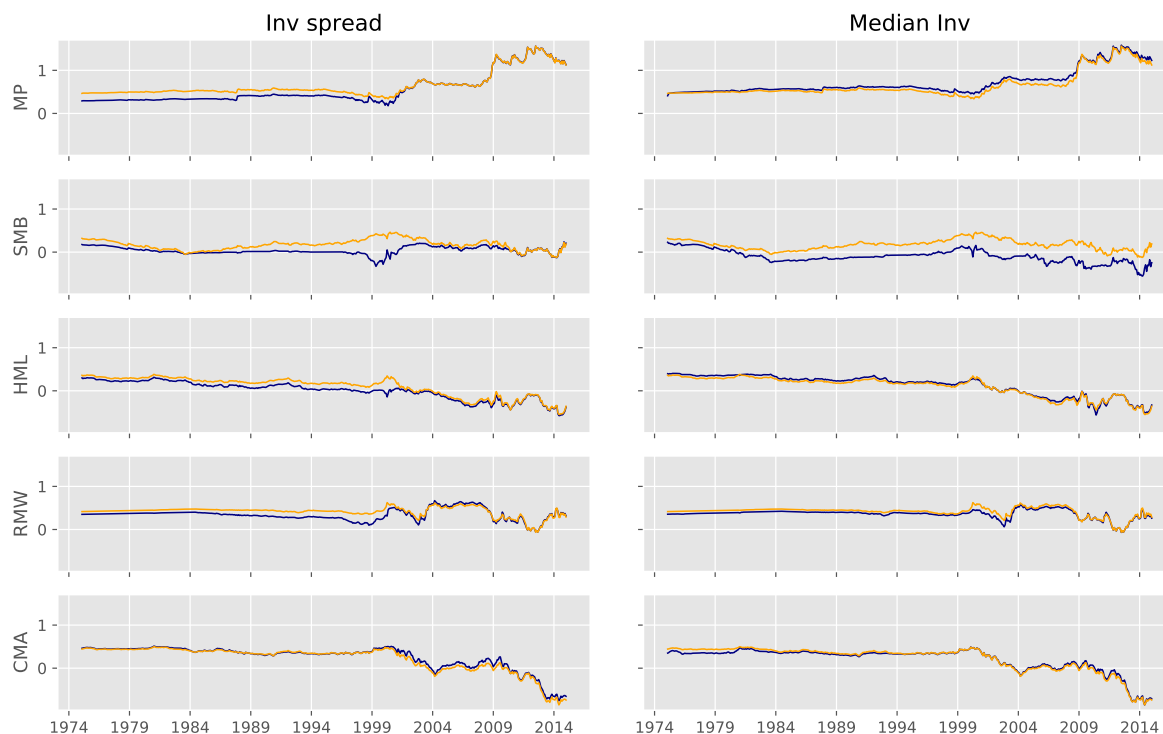 Inv spread Median Inv
MP 1 0
SMB 1 0
HML 1 0
RMW 1 0
CMA 1 0
1974 1979 1984 1989 1994 1999 2004 2009 2014 1974 1979 1984 1989 1994 1999 2004 2009 2014